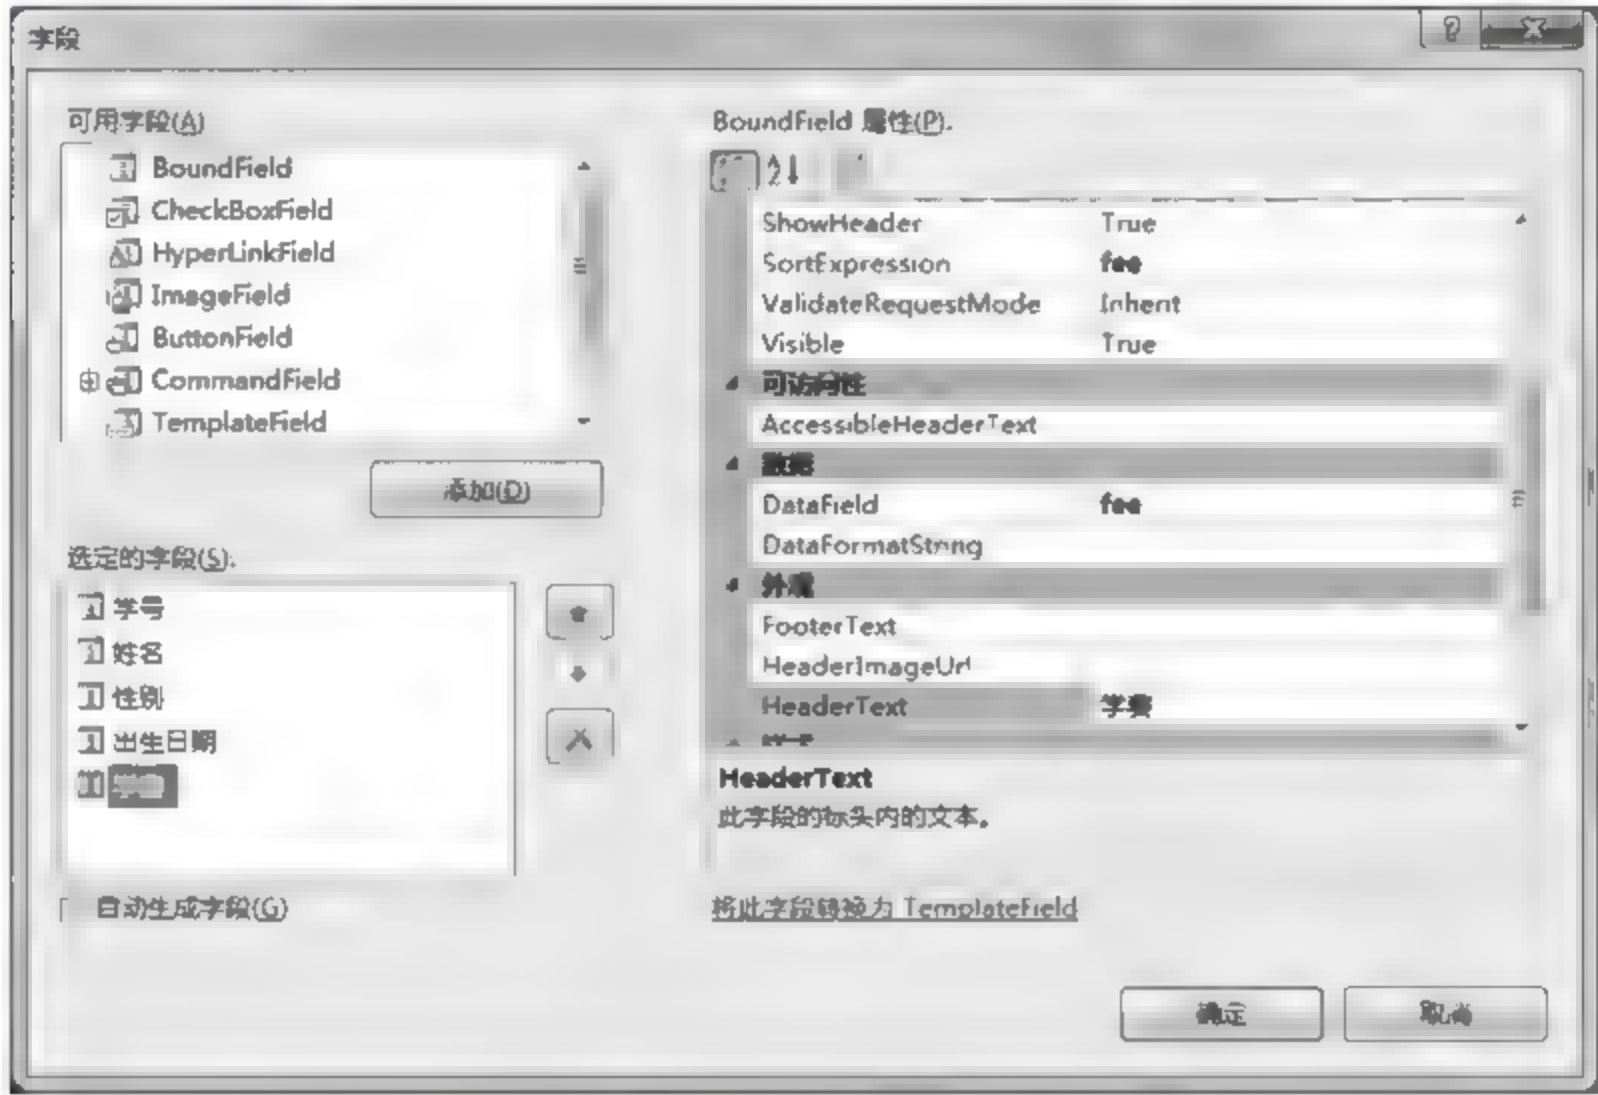 字段
可用字段(A)
BoundField
CheckBoxField
HyperLinkField
ImageField
ButtonField
CommandField
TemplateField
添加(D)
选定的字段(S):
学号
姓名
性别
出生日期
自动生成字段(G)
BoundField 属性(P).
ShowHeader True
SortExpression fee
ValidateRequestMode Inherit
Visible True
可访问性
AccessibleHeaderText
数据
DataField fee
DataFormatString
外观
FooterText
HeaderImageUrl
HeaderText 学费
HeaderText
此字段的标头内的文本。
将此字段转换为 TemplateField
确定
取消